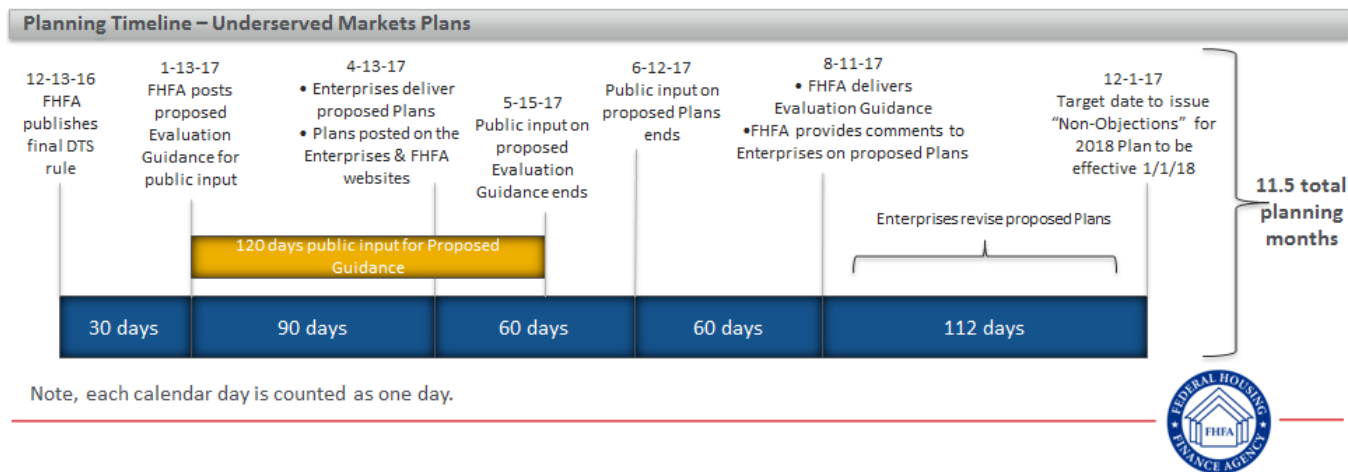 Planning Timeline – Underserved Markets Plans
12-13-16
FHFA
publishes
final DTS
rule
1-13-17
FHFA posts
proposed
Evaluation
Guidance for
public input
4-13-17
• Enterprises deliver
proposed Plans
• Plans posted on the
Enterprises & FHFA
websites
5-15-17
Public input on
proposed
Evaluation
Guidance ends
6-12-17
Public input on
proposed Plans
ends
8-11-17
• FHFA delivers
Evaluation Guidance
•FHFA provides comments to
Enterprises on proposed Plans
12-1-17
Target date to issue
“Non-Objections” for
2018 Plan to be
effective 1/1/18
11.5 total
planning
months
Enterprises revise proposed Plans
120 days public input for Proposed
Guidance
30 days
90 days
60 days
60 days
112 days
Note, each calendar day is counted as one day.
FEDERAL HOUSING
FHFA
FINANCE AGENCY